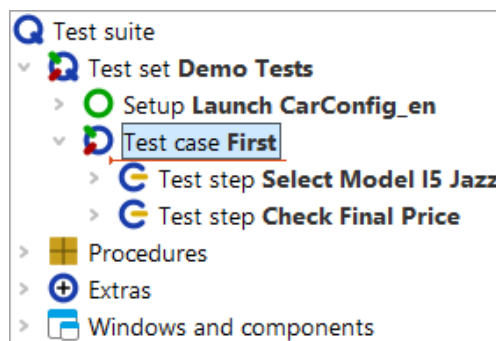 Test suite
Test set Demo Tests
Setup Launch CarConfig_en
Test case First
Test step Select Model I5 Jazz
Test step Check Final Price
Procedures
Extras
Windows and components